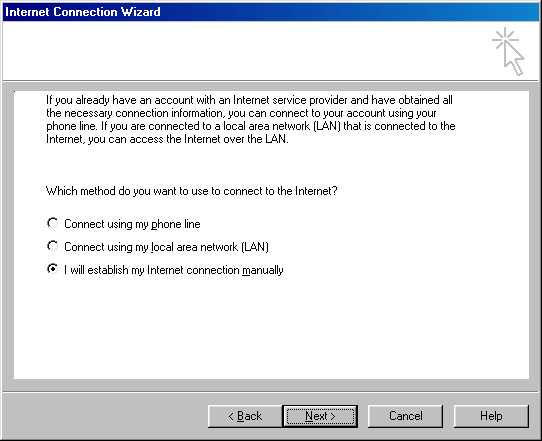 Internet Connection Wizard
If you already have an account with an Internet service provider and have obtained all
the necessary connection information, you can connect to your account using your
phone line. If you are connected to a local area network (LAN) that is connected to the
Internet, you can access the Internet over the LAN.
Which method do you want to use to connect to the Internet?
Connect using my phone line
Connect using my local area network (LAN)
I will establish my Internet connection manually
< Back Next > Cancel Help